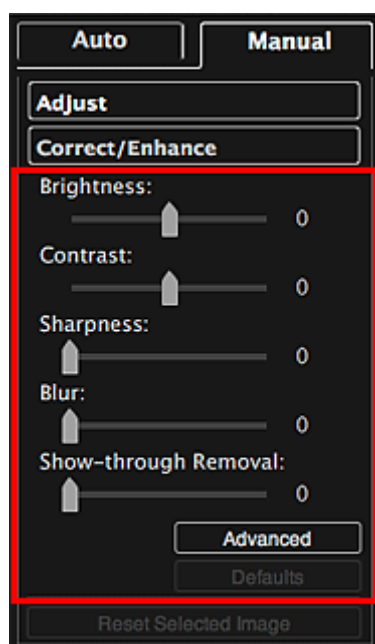 Auto Manual
Adjust
Correct/Enhance
Brightness:
0
Contrast:
0
Sharpness:
0
Blur:
0
Show-through Removal:
0
Advanced
Defaults
Reset Selected Image